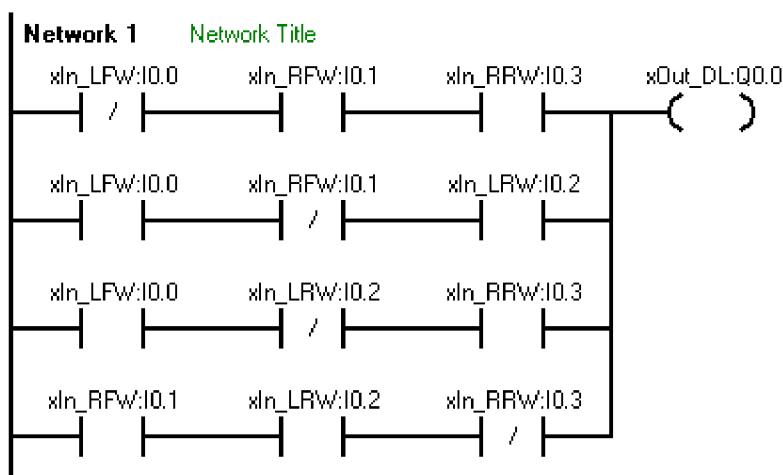 Network 1 Network Title
xIn_LFW:I0.0 xIn_RFW:I0.1 xIn_RRW:I0.3 xOut_DL:Q0.0
/
xIn_LFW:I0.0 xIn_RFW:I0.1 xIn_LRW:I0.2
/
xIn_LFW:I0.0 xIn_LRW:I0.2 xIn_RRW:I0.3
/
xIn_RFW:I0.1 xIn_LRW:I0.2 xIn_RRW:I0.3
/